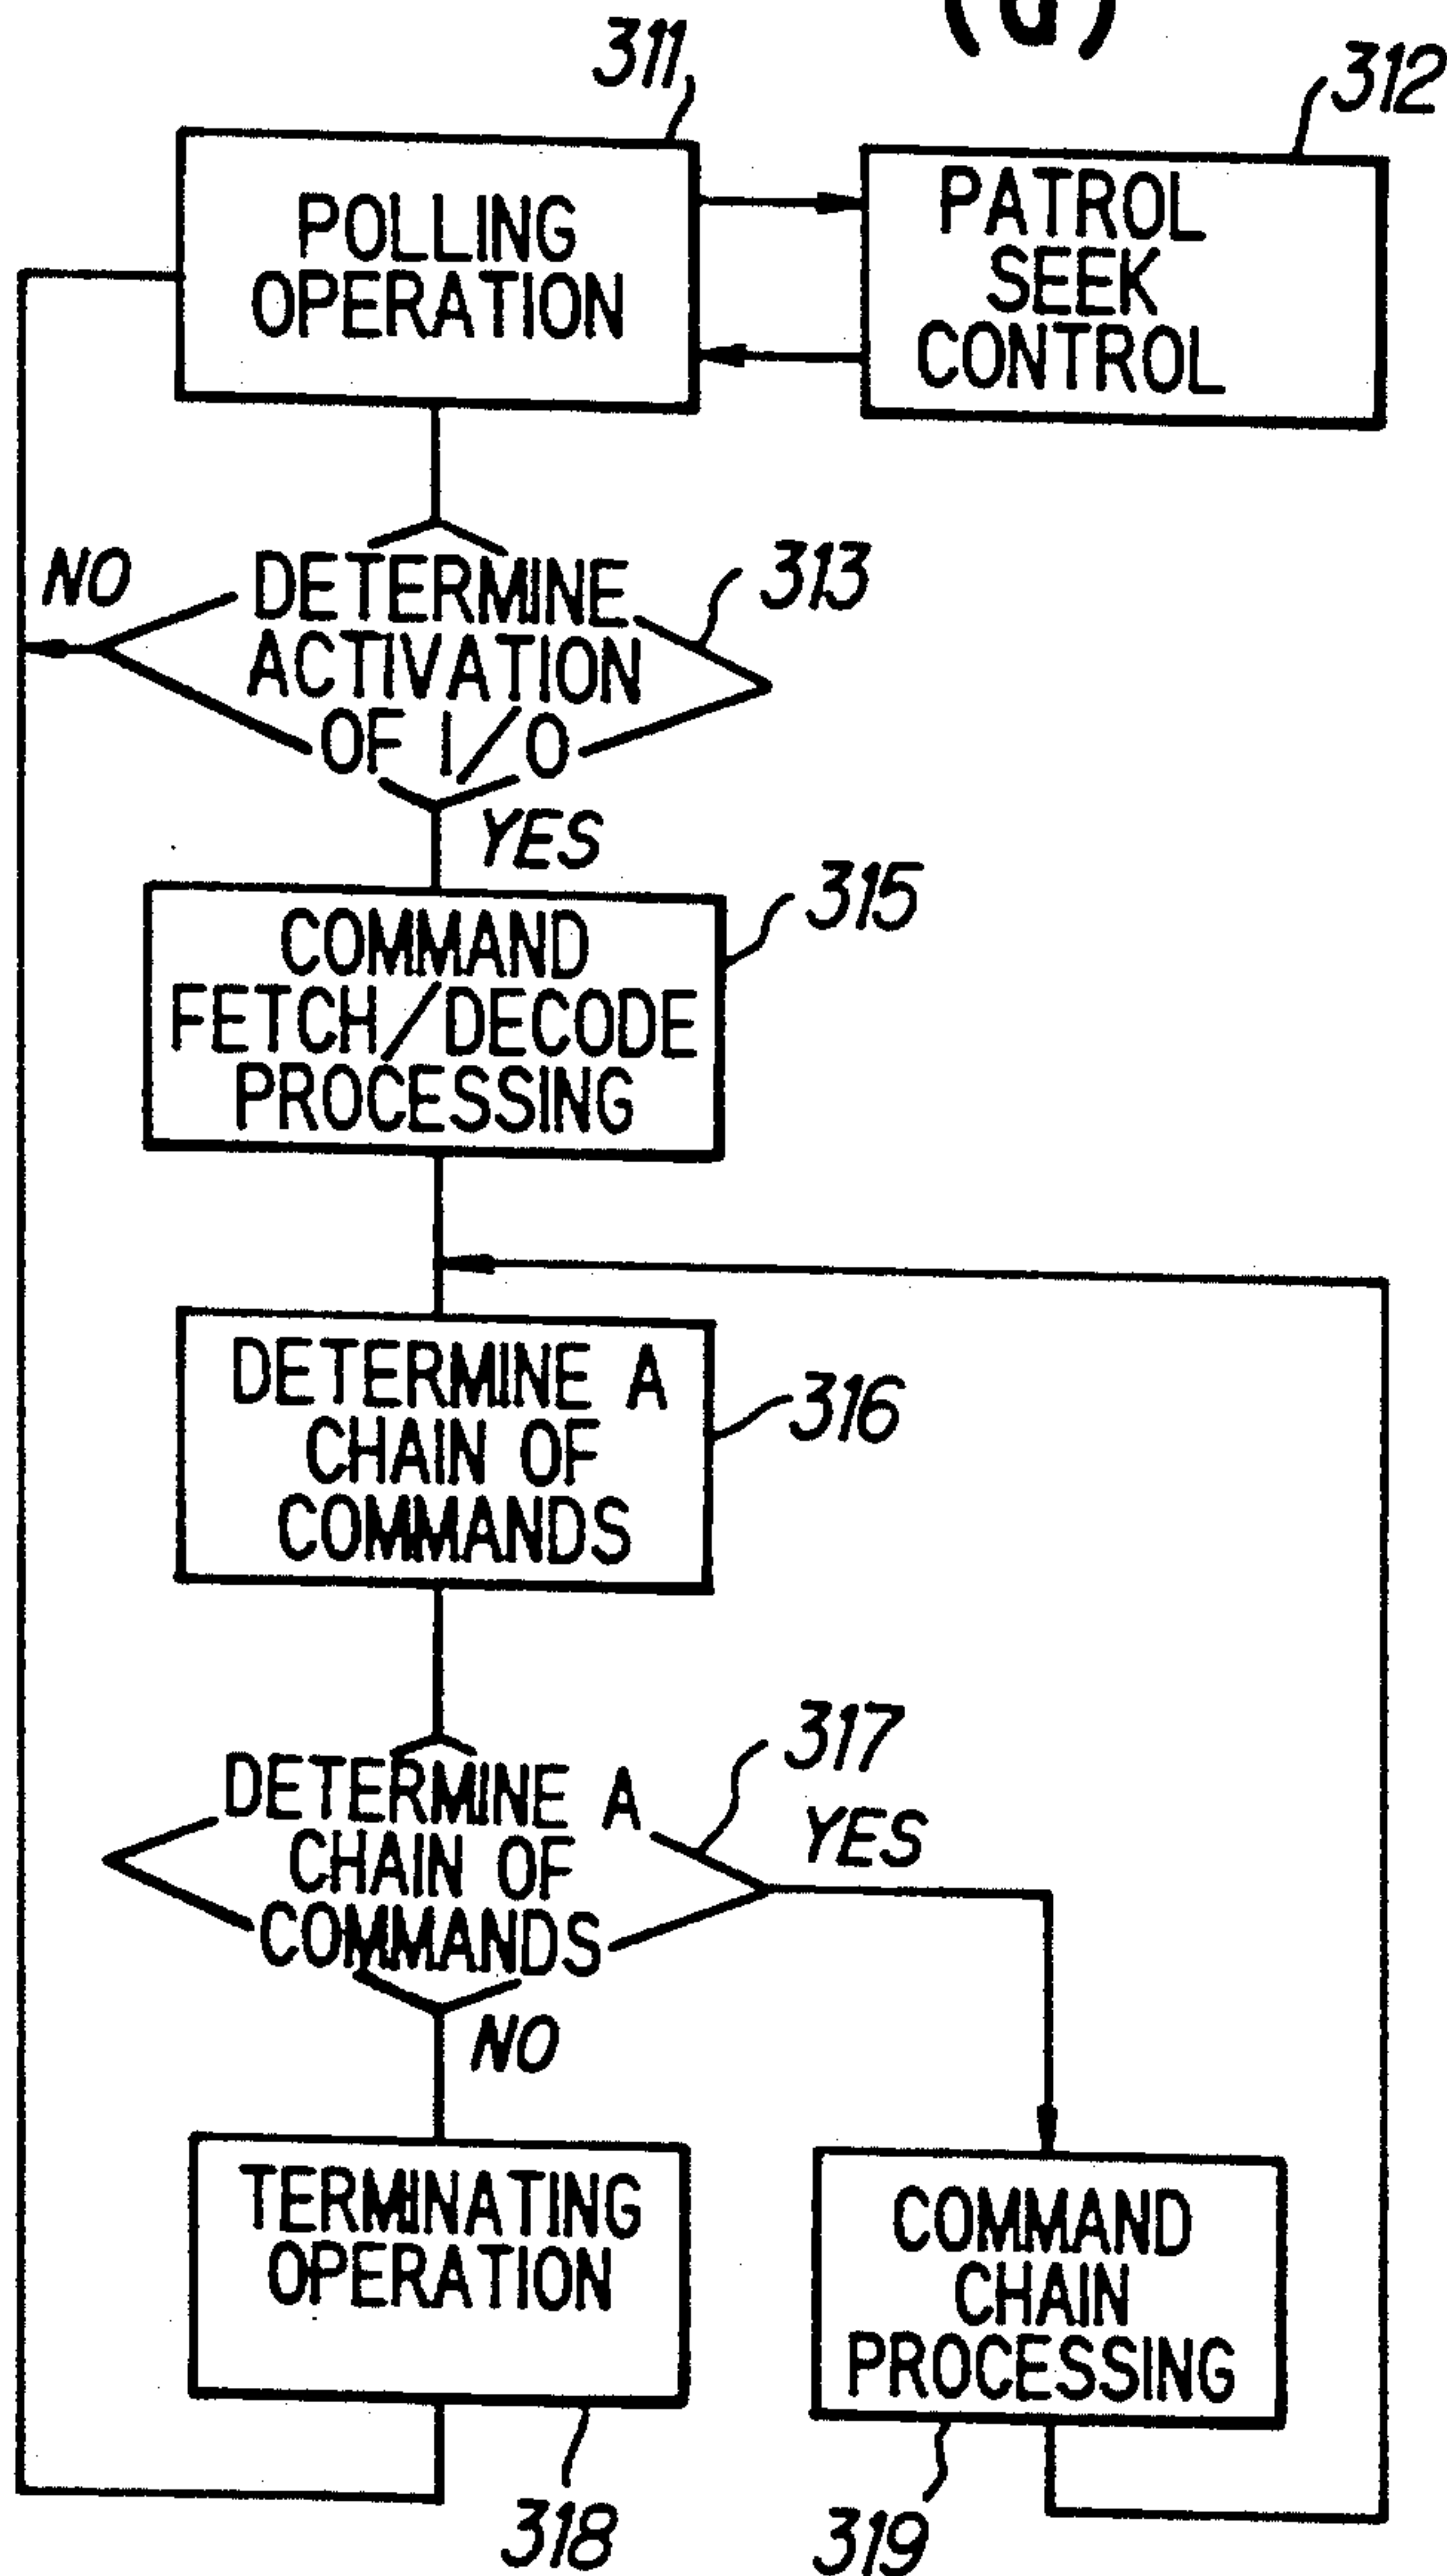 (a)
311
312
POLLING
OPERATION
PATROL
SEEK
CONTROL
NO
DETERMINE
ACTIVATION
OF I/O
313
YES
COMMAND
FETCH/DECODE
PROCESSING
315
DETERMINE A
CHAIN OF
COMMANDS
316
DETERMINE A
CHAIN OF
COMMANDS
317
YES
NO
TERMINATING
OPERATION
COMMAND
CHAIN
PROCESSING
318
319